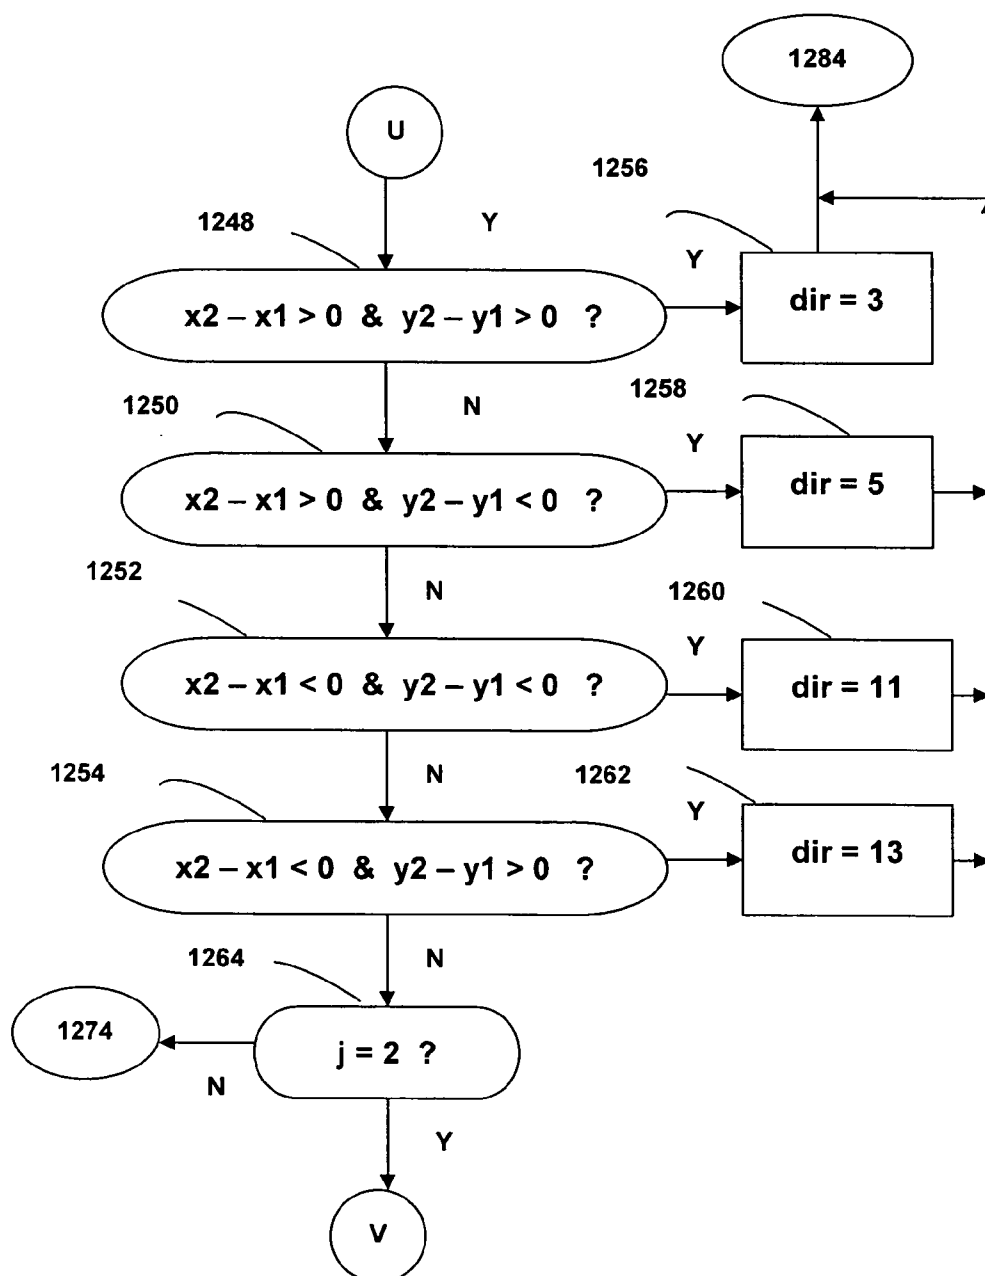 1284
U
1256
1248
Y
Y
x2 – x1 > 0 & y2 – y1 > 0 ?
dir = 3
1250
N
1258
Y
x2 – x1 > 0 & y2 – y1 < 0 ?
dir = 5
1252
N
1260
Y
x2 – x1 < 0 & y2 – y1 < 0 ?
dir = 11
1254
N
1262
Y
x2 – x1 < 0 & y2 – y1 > 0 ?
dir = 13
1264
N
1274
j = 2 ?
N
Y
V